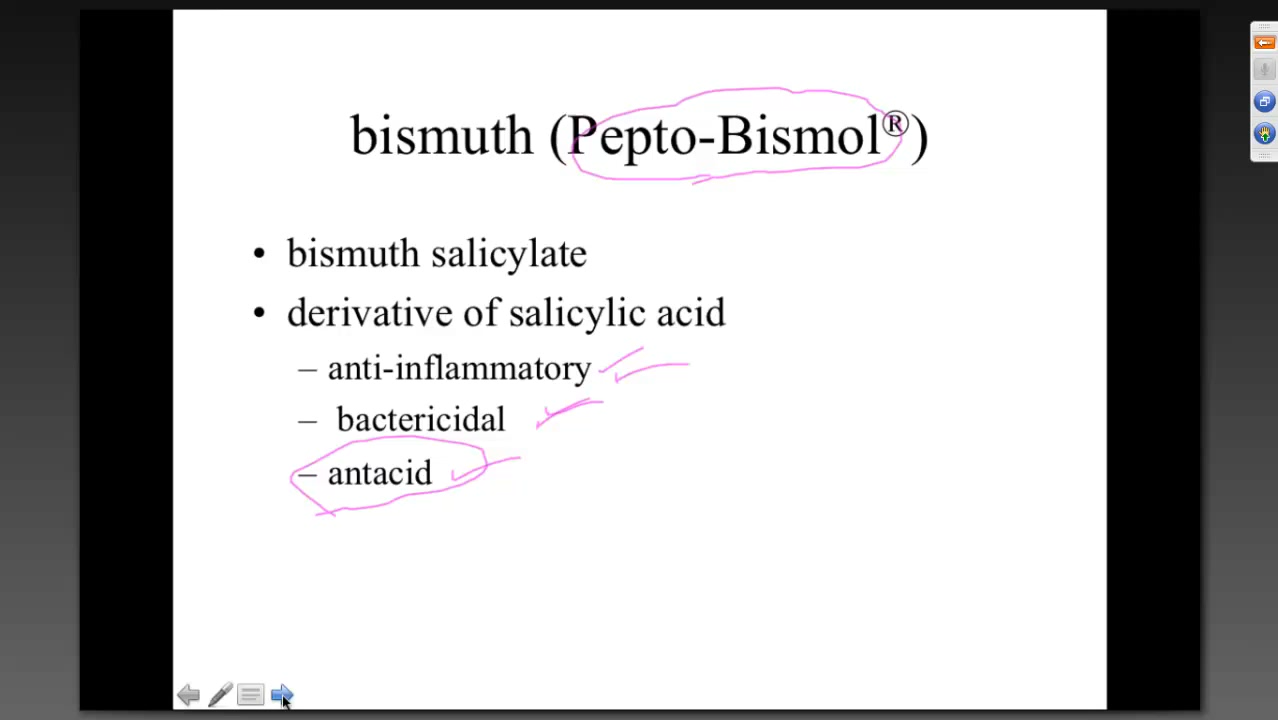 bismuth (Pepto-Bismol®)
• bismuth salicylate
• derivative of salicylic acid
– anti-inflammatory
– bactericidal
– antacid